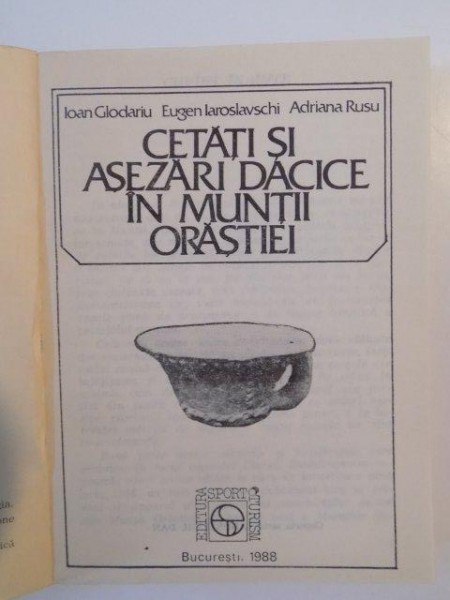 Ioan Glodariu Eugen Iaroslavschi Adriana Rusu
CETĂȚI ȘI
AȘEZĂRI DACICE
ÎN MUNȚII
ORĂȘTIEI
EDITURA SPORT TURISM
București, 1988